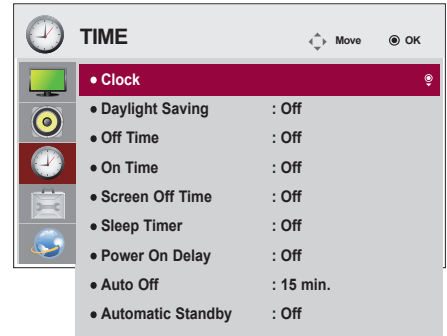 TIME Move OK
● Clock
● Daylight Saving : Off
● Off Time : Off
● On Time : Off
● Screen Off Time : Off
● Sleep Timer : Off
● Power On Delay : Off
● Auto Off : 15 min.
● Automatic Standby : Off